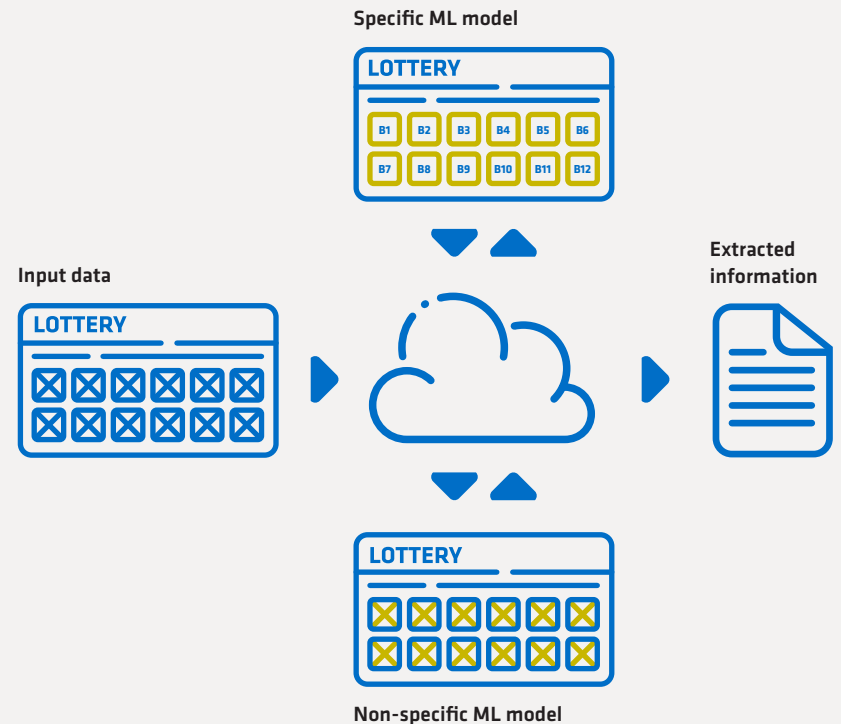 Specific ML model
LOTTERY
B1 B2 B3 B4 B5 B6
B7 B8 B9 B10 B11 B12
Input data
LOTTERY
Extracted
information
LOTTERY
Non-specific ML model